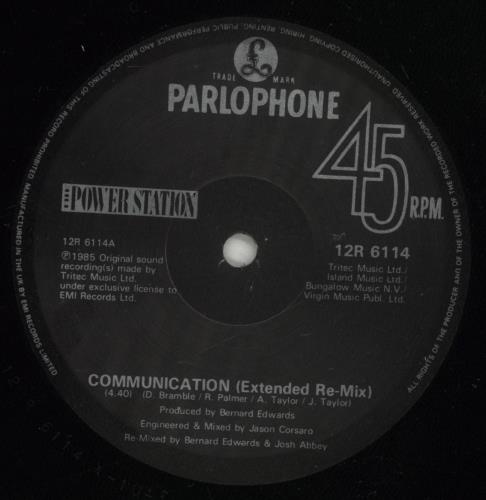 UNAUTHORISED COPYING, HIRING, RENTING, PUBLIC PERFORMANCE AND BROADCASTING OF THIS RECORD PROHIBITED. MANUFACTURED IN THE UK BY EMI RECORDS LIMITED
ALL RIGHTS OF THE PRODUCER AND OF THE OWNER OF THE RECORDED WORK RESERVED
£
TRADE MARK
PARLOPHONE
45 R.P.M.
THE POWER STATION
12R 6114A
℗1985 Original sound
recording(s) made by
Tritec Music Ltd.
under exclusive license to
EMI Records Ltd.
12R 6114
Tritec Music Ltd./
Island Music Ltd./
Bungalow Music N.V./
Virgin Music Publ. Ltd.
COMMUNICATION (Extended Re-Mix)
(4.40) (D. Bramble/R. Palmer/A. Taylor/J. Taylor)
Produced by Bernard Edwards
Engineered & Mixed by Jason Corsaro
Re-Mixed by Bernard Edwards & Josh Abbey